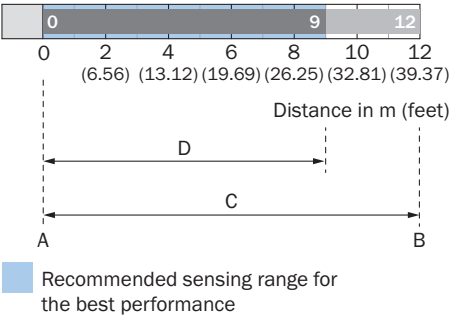 0 9 12
0 2 4 6 8 10 12
(6.56) (13.12) (19.69) (26.25) (32.81) (39.37)
Distance in m (feet)
D
C
A B
Recommended sensing range for
the best performance